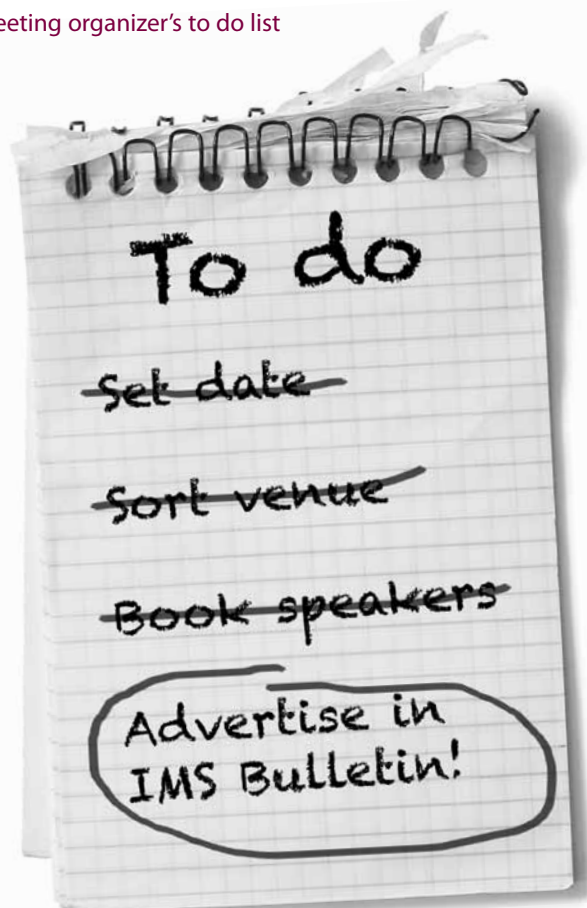 eeting organizer's to do list
To do
Set date
Sort venue
Book speakers
Advertise in
IMS Bulletin!